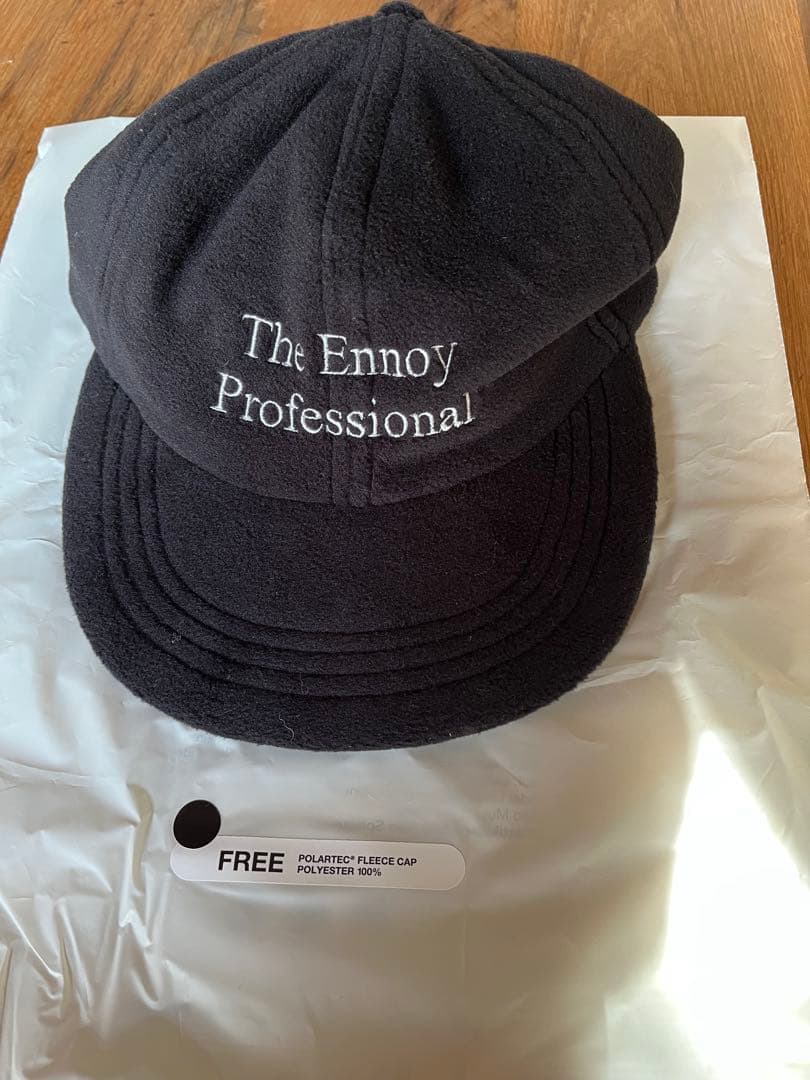 The Ennoy
Professional
FREE
POLARTEC® FLEECE CAP
POLYESTER 100%